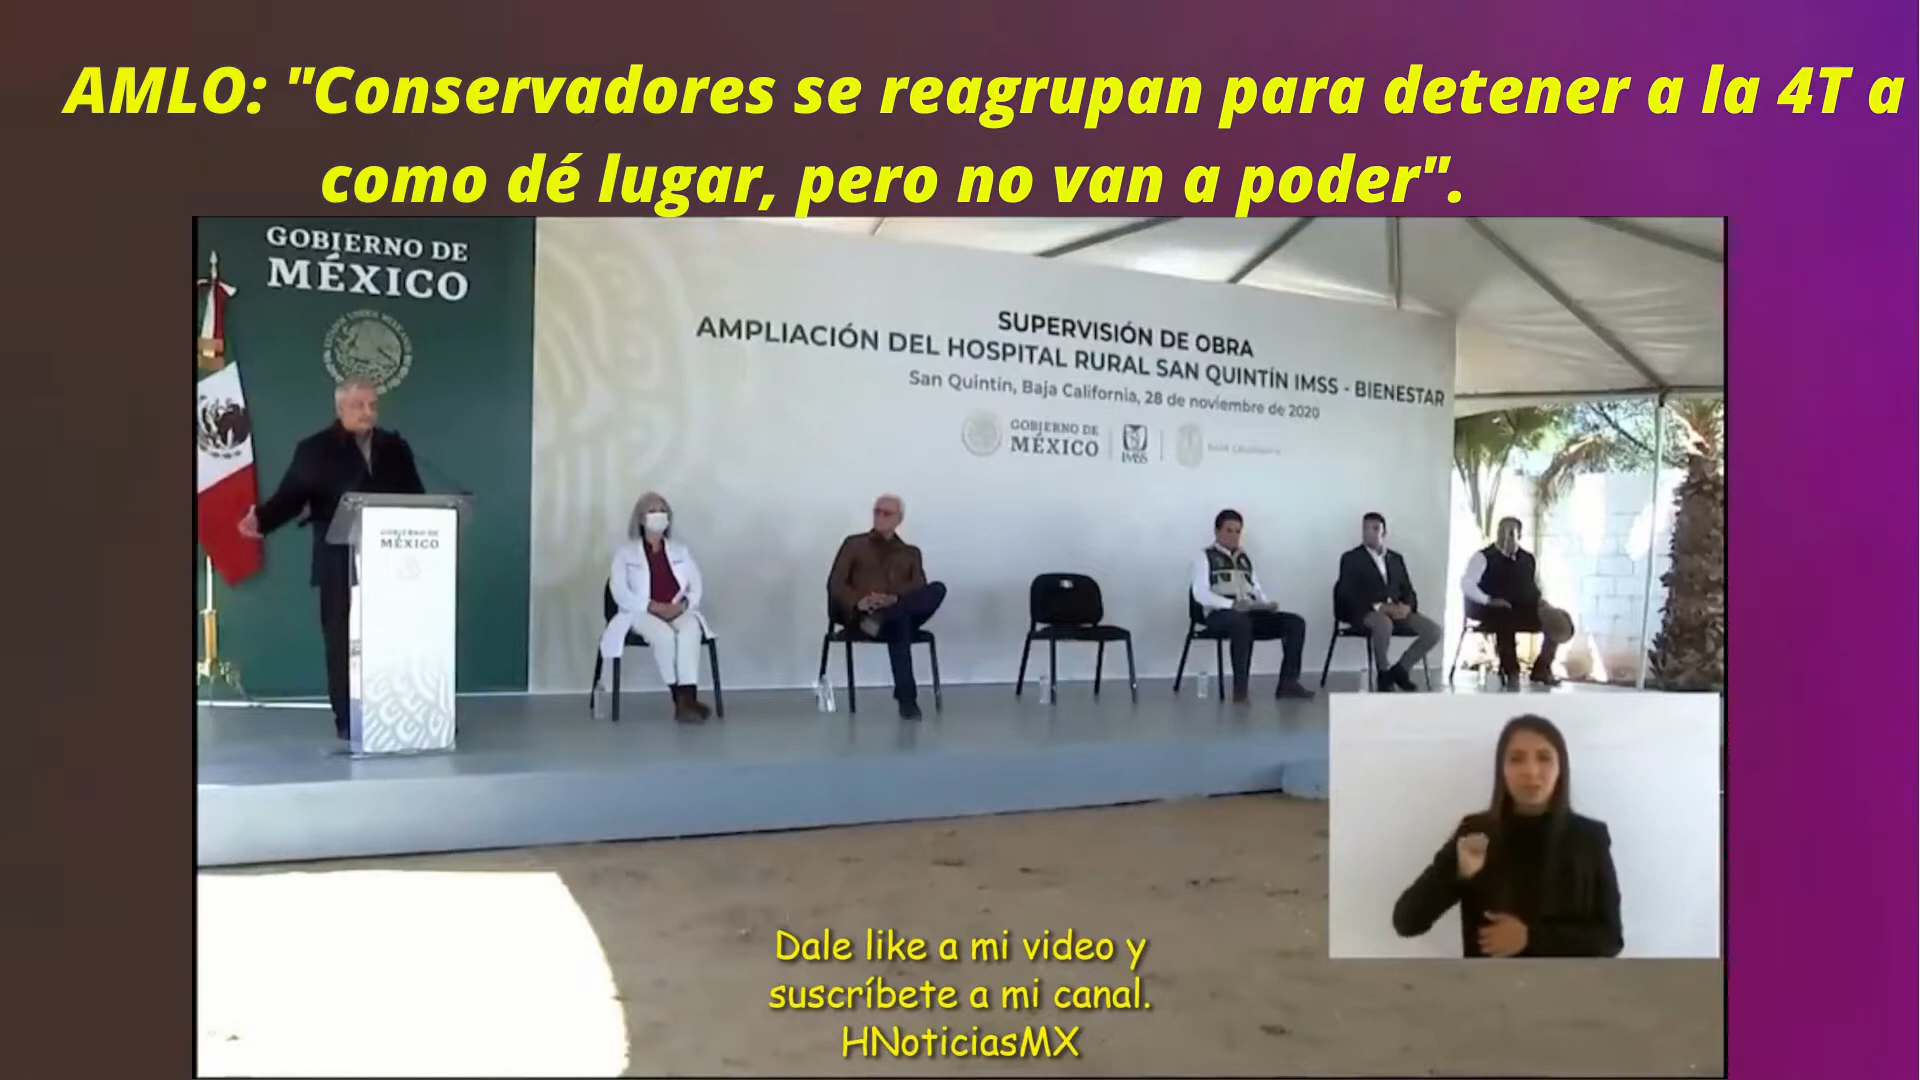 AMLO: "Conservadores se reagrupan para detener a la 4T a
como dé lugar, pero no van a poder".
GOBIERNO DE
MÉXICO
SUPERVISIÓN DE OBRA
AMPLIACIÓN DEL HOSPITAL RURAL SAN QUINTÍN IMSS - BIENESTAR
San Quintín, Baja California, 28 de noviembre de 2020
GOBIERNO DE
MÉXICO
IMSS
GOBIERNO DE
MÉXICO
Dale like a mi video y
suscríbete a mi canal.
HNoticiasMX